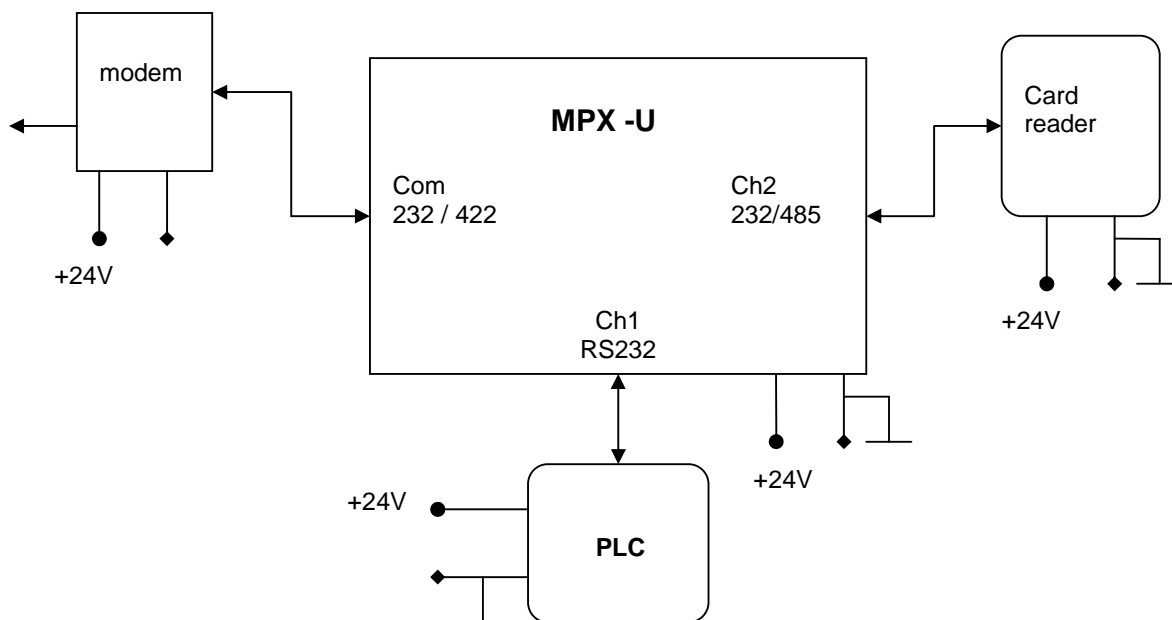 modem
+24V
MPX -U
Com
232 / 422
Ch2
232/485
Ch1
RS232
+24V
Card
reader
+24V
+24V
PLC